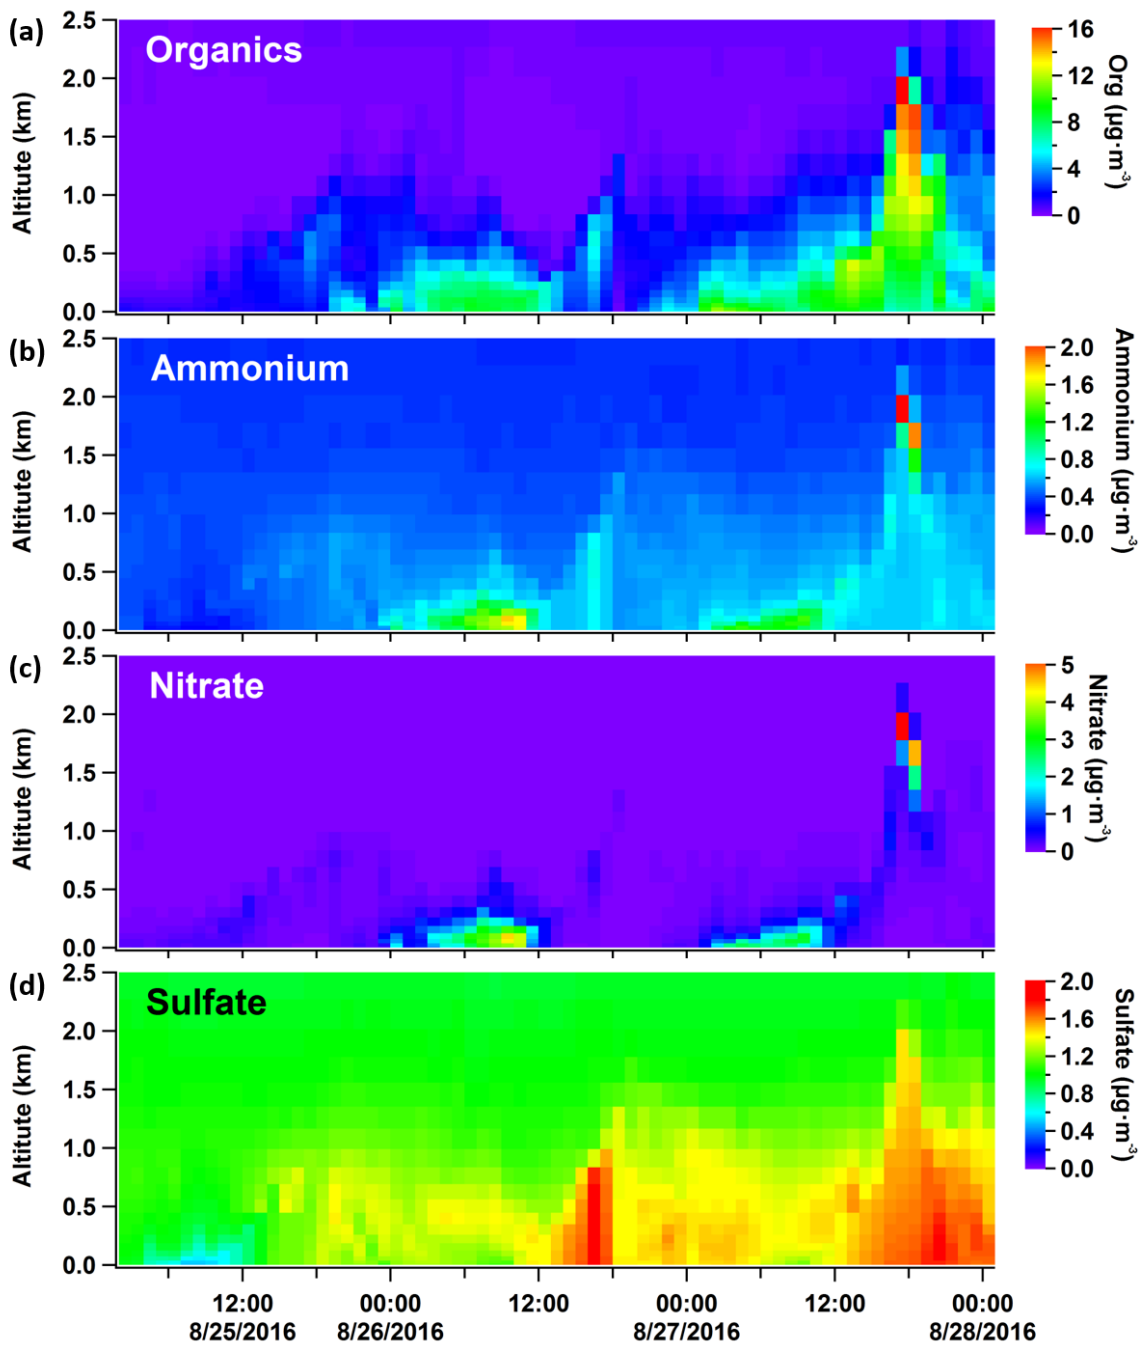 (a)
Organics
2.5
2.0
1.5
1.0
0.5
0.0
Altitute (km)
16
12
8
4
0
Org (µg·m⁻³)
(b)
Ammonium
2.5
2.0
1.5
1.0
0.5
0.0
Altitute (km)
2.0
1.6
1.2
0.8
0.4
0.0
Ammonium (µg·m⁻³)
(c)
Nitrate
2.5
2.0
1.5
1.0
0.5
0.0
Altitute (km)
5
4
3
2
1
0
Nitrate (µg·m⁻³)
(d)
Sulfate
2.5
2.0
1.5
1.0
0.5
0.0
Altitute (km)
2.0
1.6
1.2
0.8
0.4
0.0
Sulfate (µg·m⁻³)
12:00 00:00 12:00 00:00 12:00 00:00
8/25/2016 8/26/2016 8/27/2016 8/28/2016